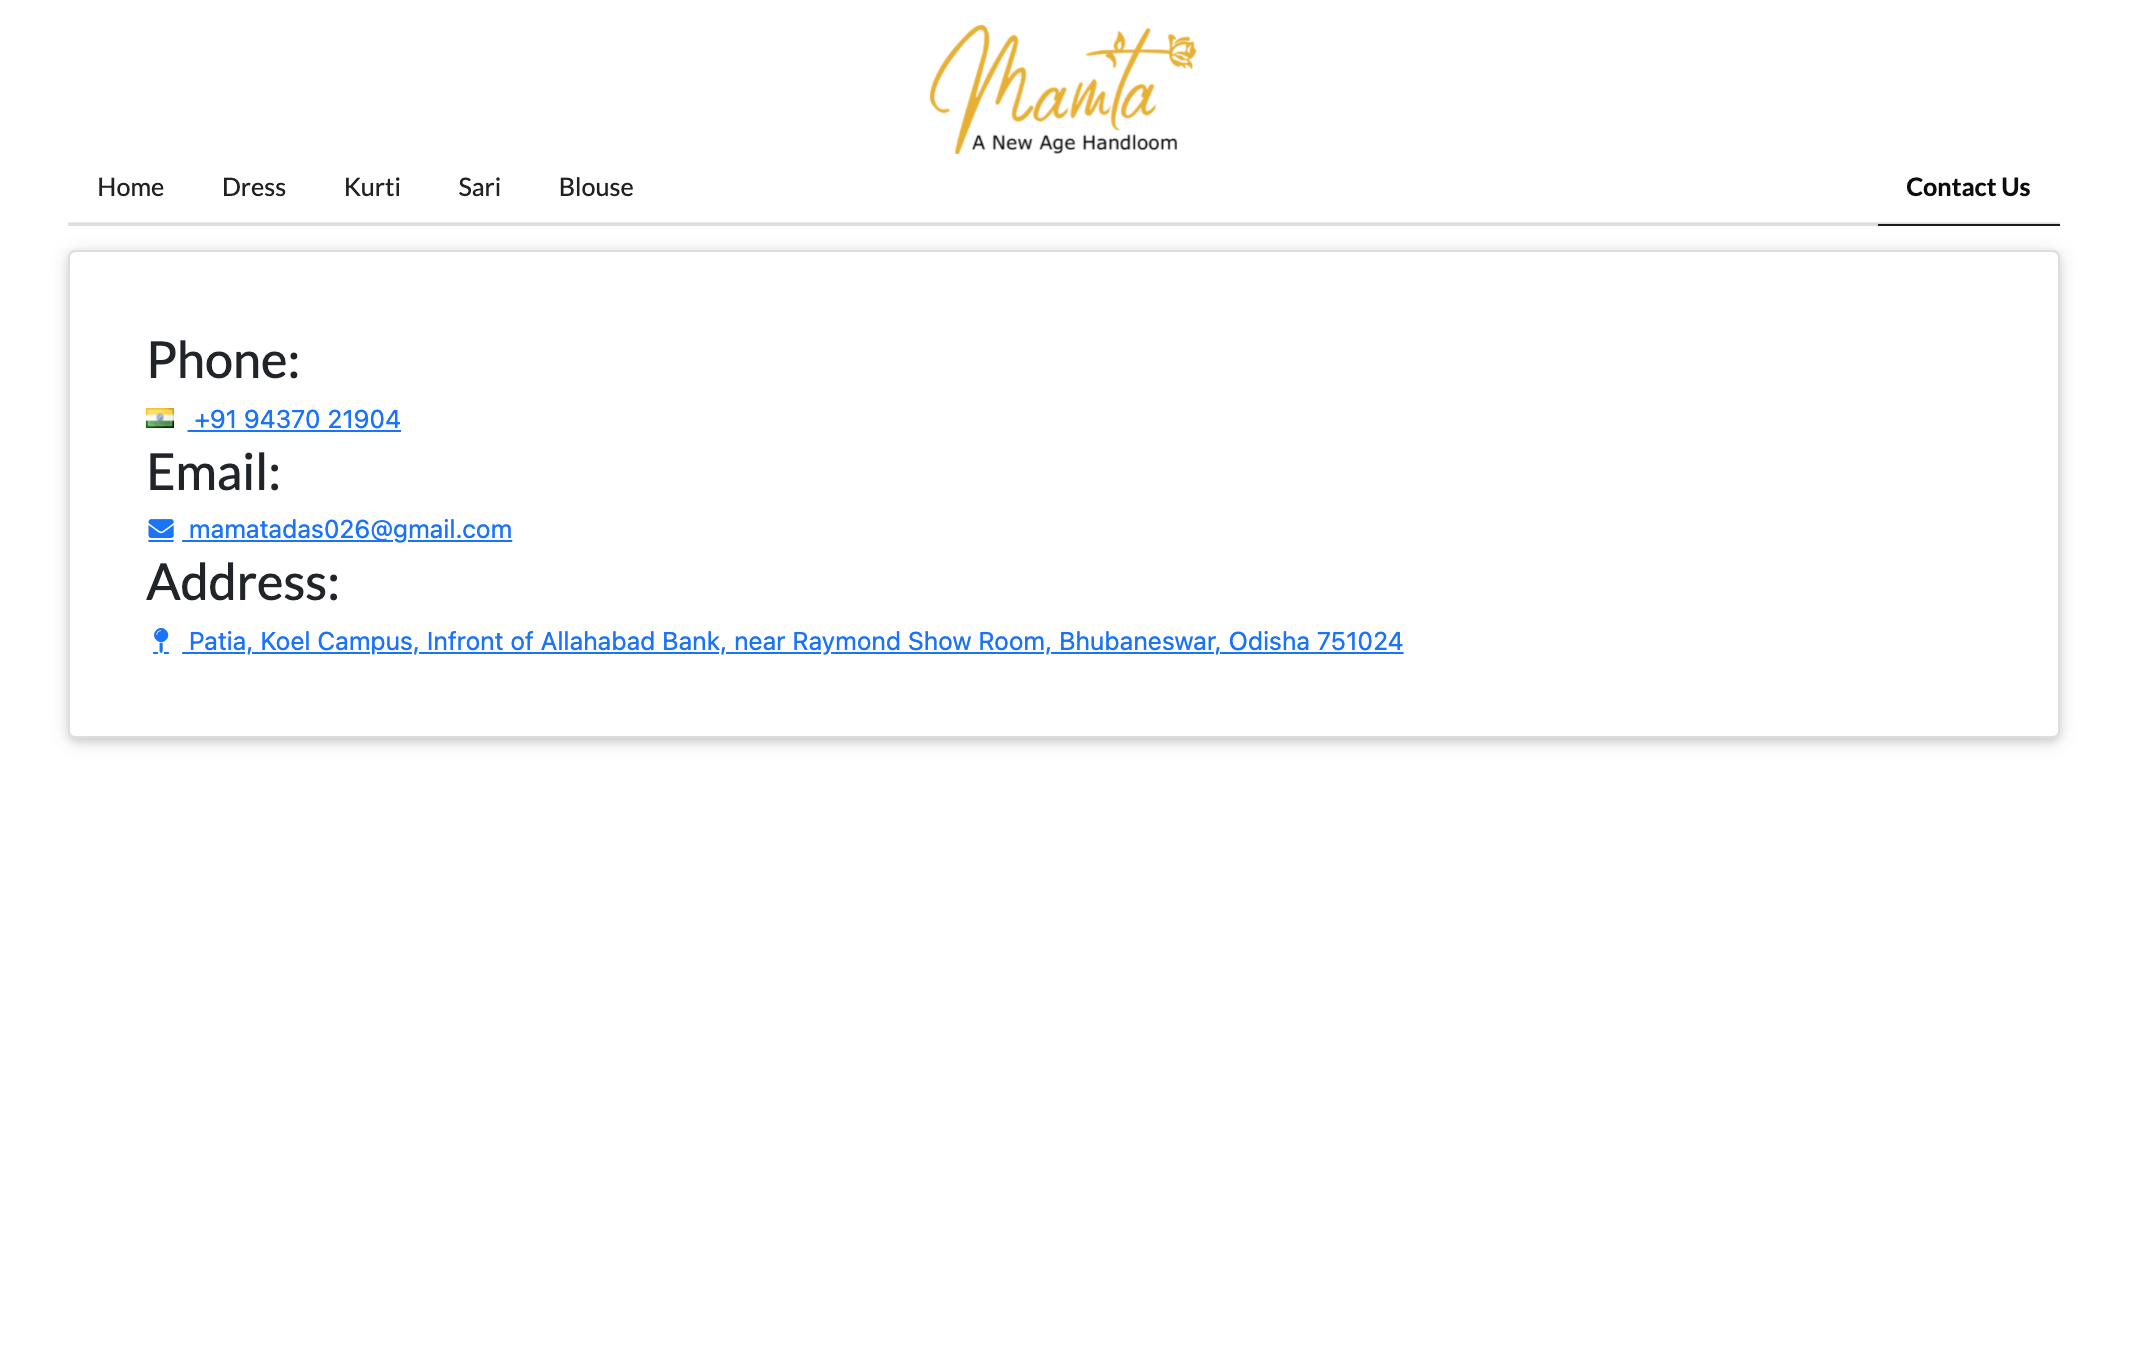 Mamta
A New Age Handloom
Home Dress Kurti Sari Blouse Contact Us
Phone:
+91 94370 21904
Email:
mamatadas026@gmail.com
Address:
Patia, Koel Campus, Infront of Allahabad Bank, near Raymond Show Room, Bhubaneswar, Odisha 751024